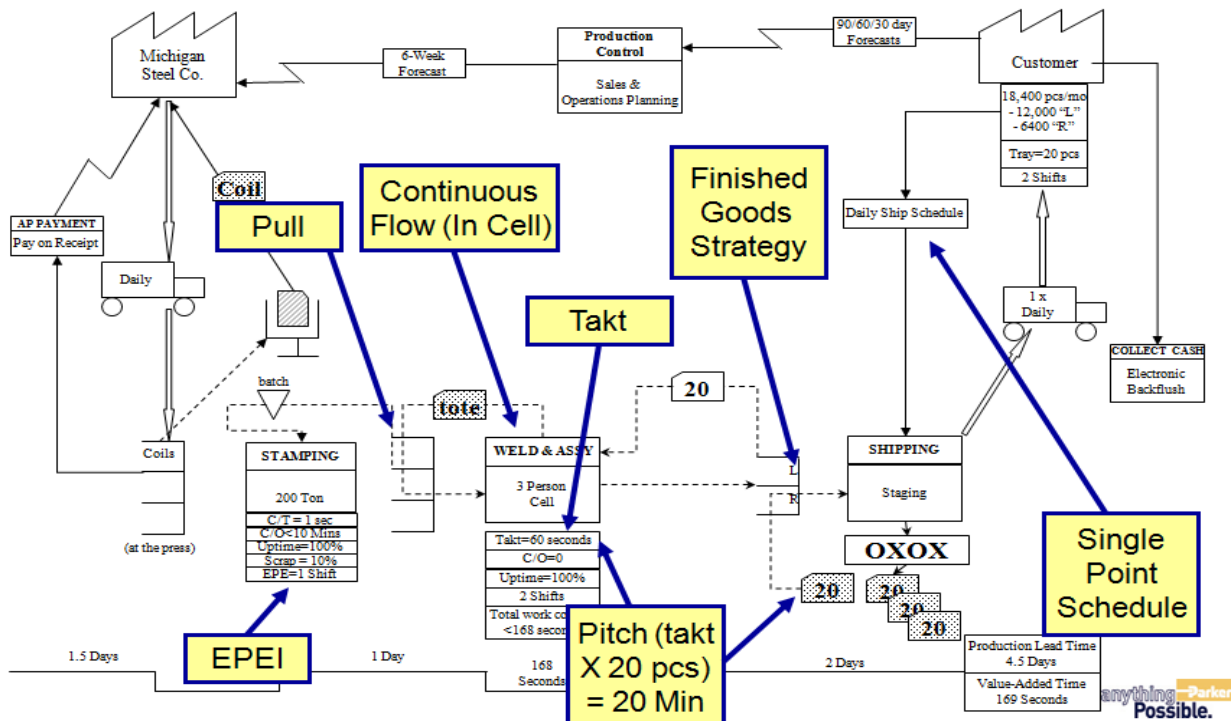 Michigan
Steel Co.
6-Week
Forecast
Production
Control
Sales &
Operations Planning
90/60/30 day
Forecasts
Customer
18,400 pcs/mo
- 12,000 “L”
- 6400 “R”
Tray=20 pcs
2 Shifts
Coil
Pull
Continuous
Flow (In Cell)
Finished
Goods
Strategy
Daily Ship Schedule
AP PAYMENT
Pay on Receipt
Daily
Takt
1 x
Daily
COLLECT CASH
Electronic
Backflush
batch
tote
20
Coils
(at the press)
STAMPING
200 Ton
C/T = 1 sec
C/O<10 Mins
Uptime=100%
Scrap = 10%
EPE=1 Shift
WELD & ASSY
3 Person
Cell
Takt=60 seconds
C/O=0
Uptime=100%
2 Shifts
Total work
<168
L
R
SHIPPING
Staging
OXOX
20
20
20
20
Single
Point
Schedule
EPEI
Pitch (takt
X 20 pcs)
= 20 Min
1.5 Days
1 Day
168
Seconds
2 Days
Production Lead Time
4.5 Days
Value-Added Time
169 Seconds
anything
Parker
Possible.